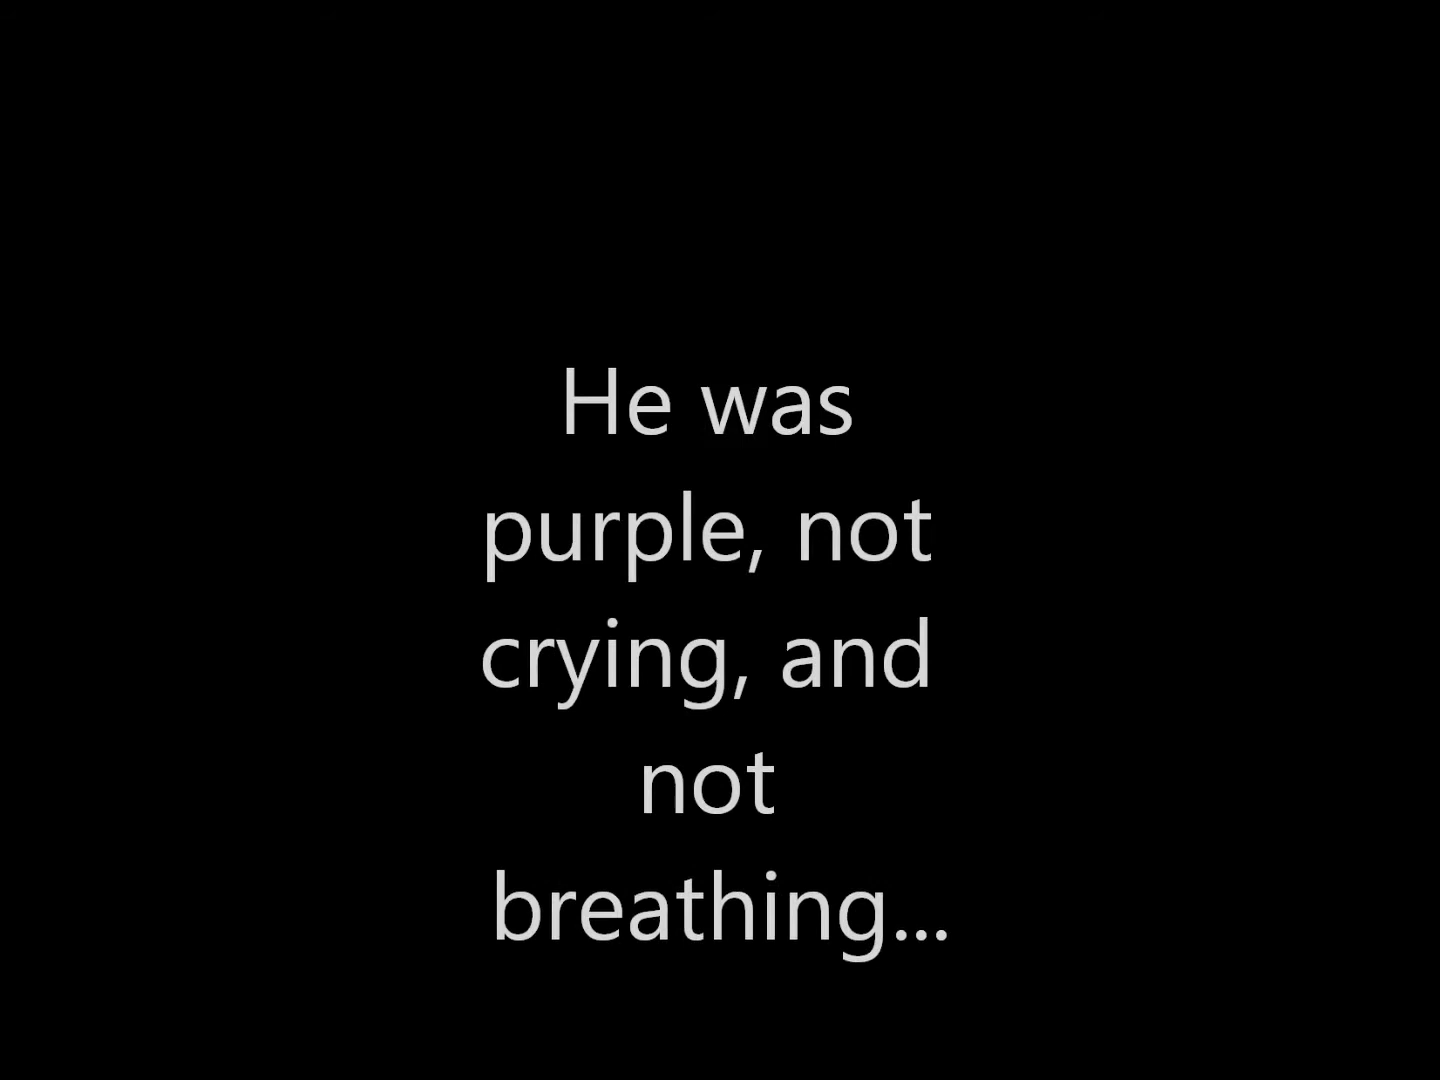 He was
purple, not
crying, and
not
breathing...